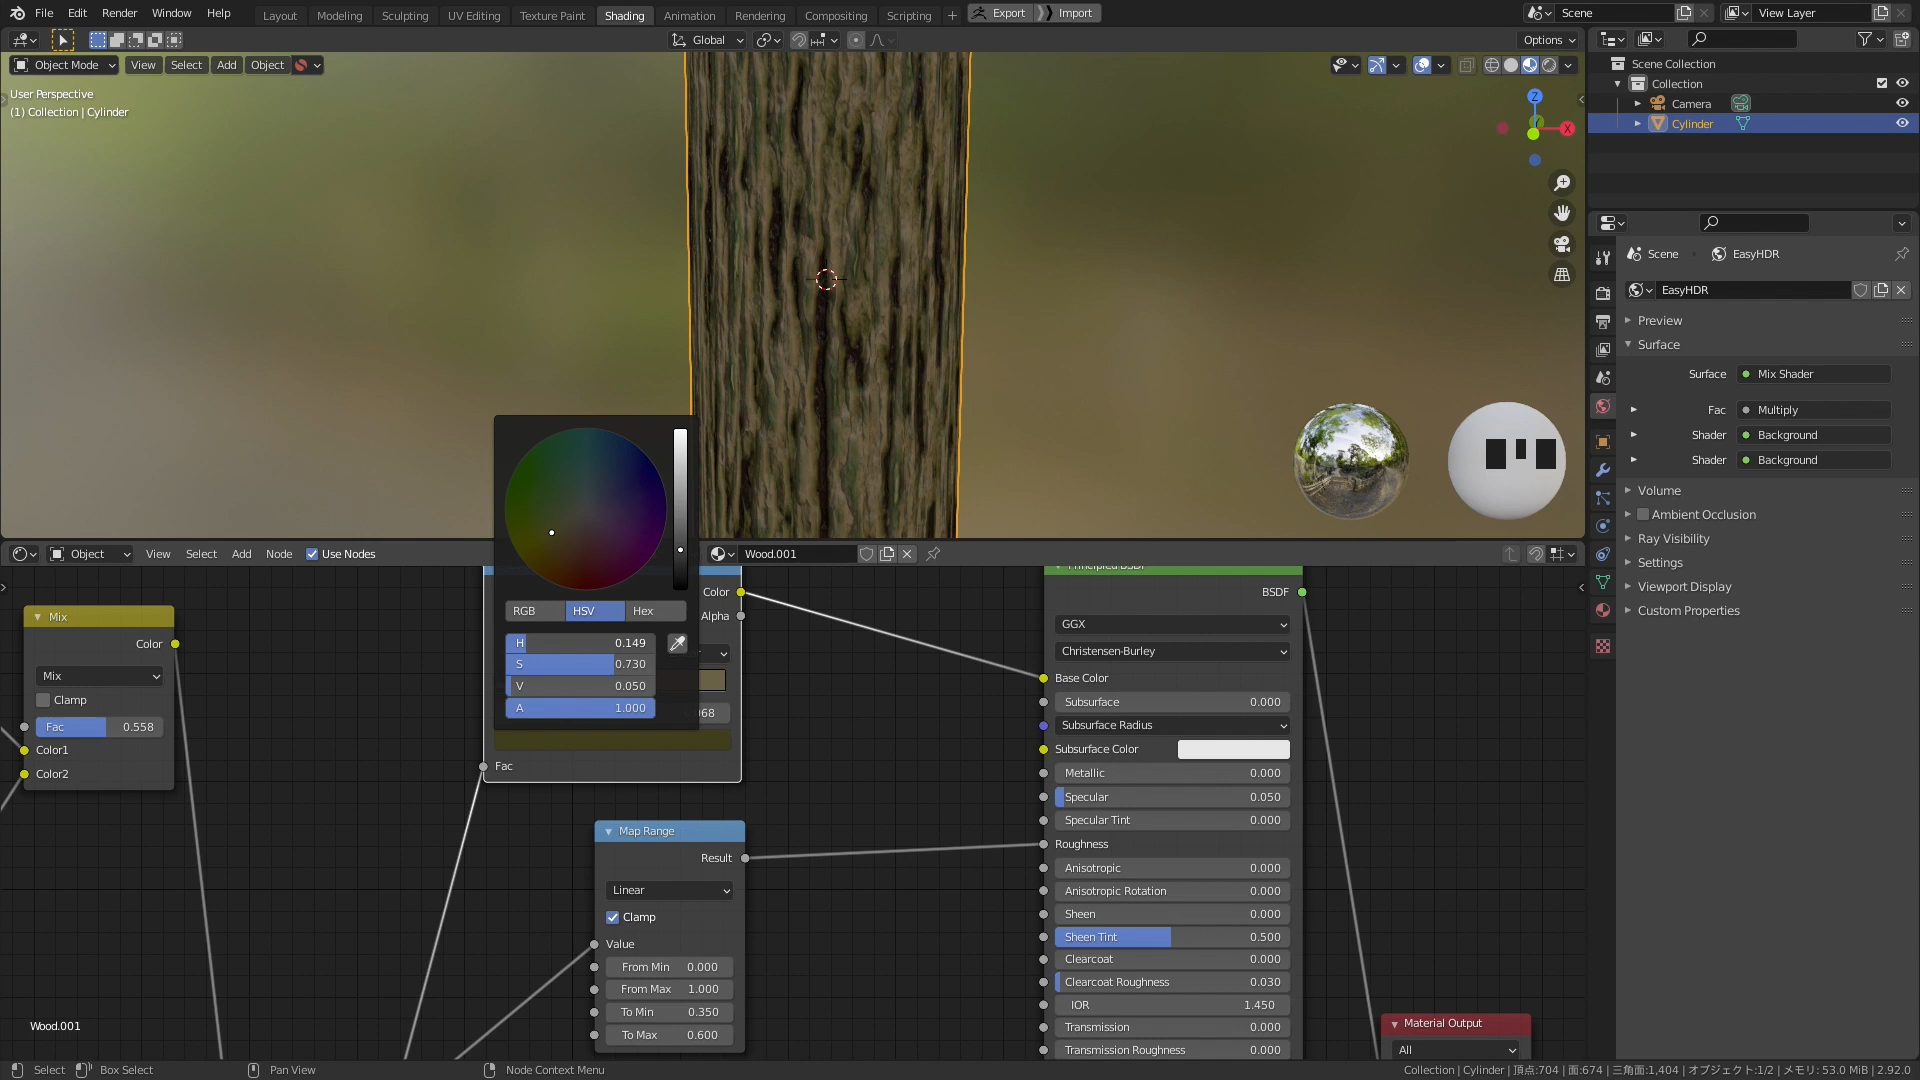 File Edit Render Window Help Layout Modeling Sculpting UV Editing Texture Paint Shading Animation Rendering Compositing Scripting + Export Import Scene View Layer
Global Options
Object Mode View Select Add Object
User Perspective
(1) Collection | Cylinder
Z
X
Scene Collection
Collection
Camera
Cylinder
Scene EasyHDR
EasyHDR
Preview
Surface
Surface Mix Shader
Fac Multiply
Shader Background
Shader Background
Volume
Ambient Occlusion
Ray Visibility
Settings
Viewport Display
Custom Properties
Object View Select Add Node Use Nodes Wood.001
Mix
Color
Mix
Clamp
Fac 0.558
Color1
Color2
RGB HSV Hex
H 0.149
S 0.730
V 0.050
A 1.000
Color
Alpha
Fac
Map Range
Result
Linear
Clamp
Value
From Min 0.000
From Max 1.000
To Min 0.350
To Max 0.600
Principled BSDF
BSDF
GGX
Christensen-Burley
Base Color
Subsurface 0.000
Subsurface Radius
Subsurface Color
Metallic 0.000
Specular 0.050
Specular Tint 0.000
Roughness
Anisotropic 0.000
Anisotropic Rotation 0.000
Sheen 0.000
Sheen Tint 0.500
Clearcoat 0.000
Clearcoat Roughness 0.030
IOR 1.450
Transmission 0.000
Transmission Roughness 0.000
Material Output
All
Wood.001
Select Box Select Pan View Node Context Menu Collection | Cylinder | 頂点:704 | 面:674 | 三角面:1,404 | オブジェクト:1/2 | メモリ: 53.0 MiB | 2.92.0